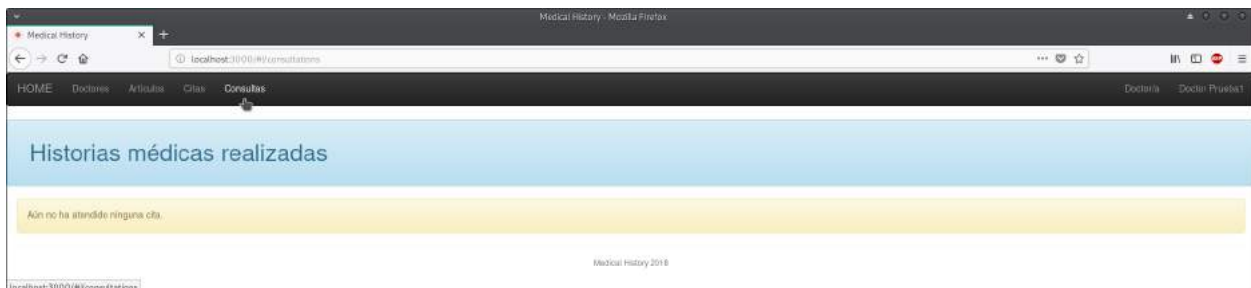 Medical History - Mozilla Firefox
Medical History
localhost:3000/#!/consultations
HOME Doctores Artículos Citas Consultas Doctor/a Doctor Prueba1
Historias médicas realizadas
Aún no ha atendido ninguna cita.
Medical History 2018
localhost:3000/#!/consultations